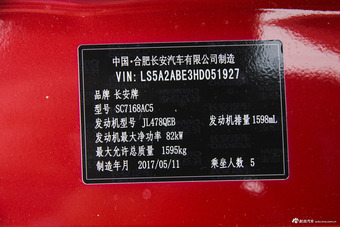 中国·合肥长安汽车有限公司制造
VIN: LS5A2ABE3HD051927
品牌 长安牌
型号 SC7168AC5
发动机型号 JL478QEB 发动机排量 1598mL
发动机最大净功率 82kW
最大允许总质量 1595kg
制造年月 2017/05/11 乘坐人数 5